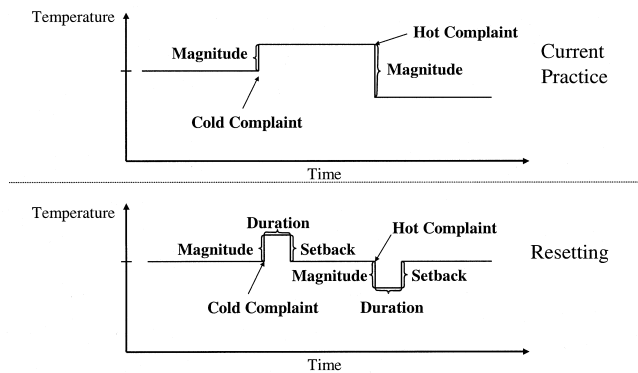 Temperature
Hot Complaint
Magnitude
Current
Practice
Magnitude
Cold Complaint
Time
Temperature
Duration
Hot Complaint
Magnitude
Setback
Resetting
Magnitude
Setback
Cold Complaint
Duration
Time